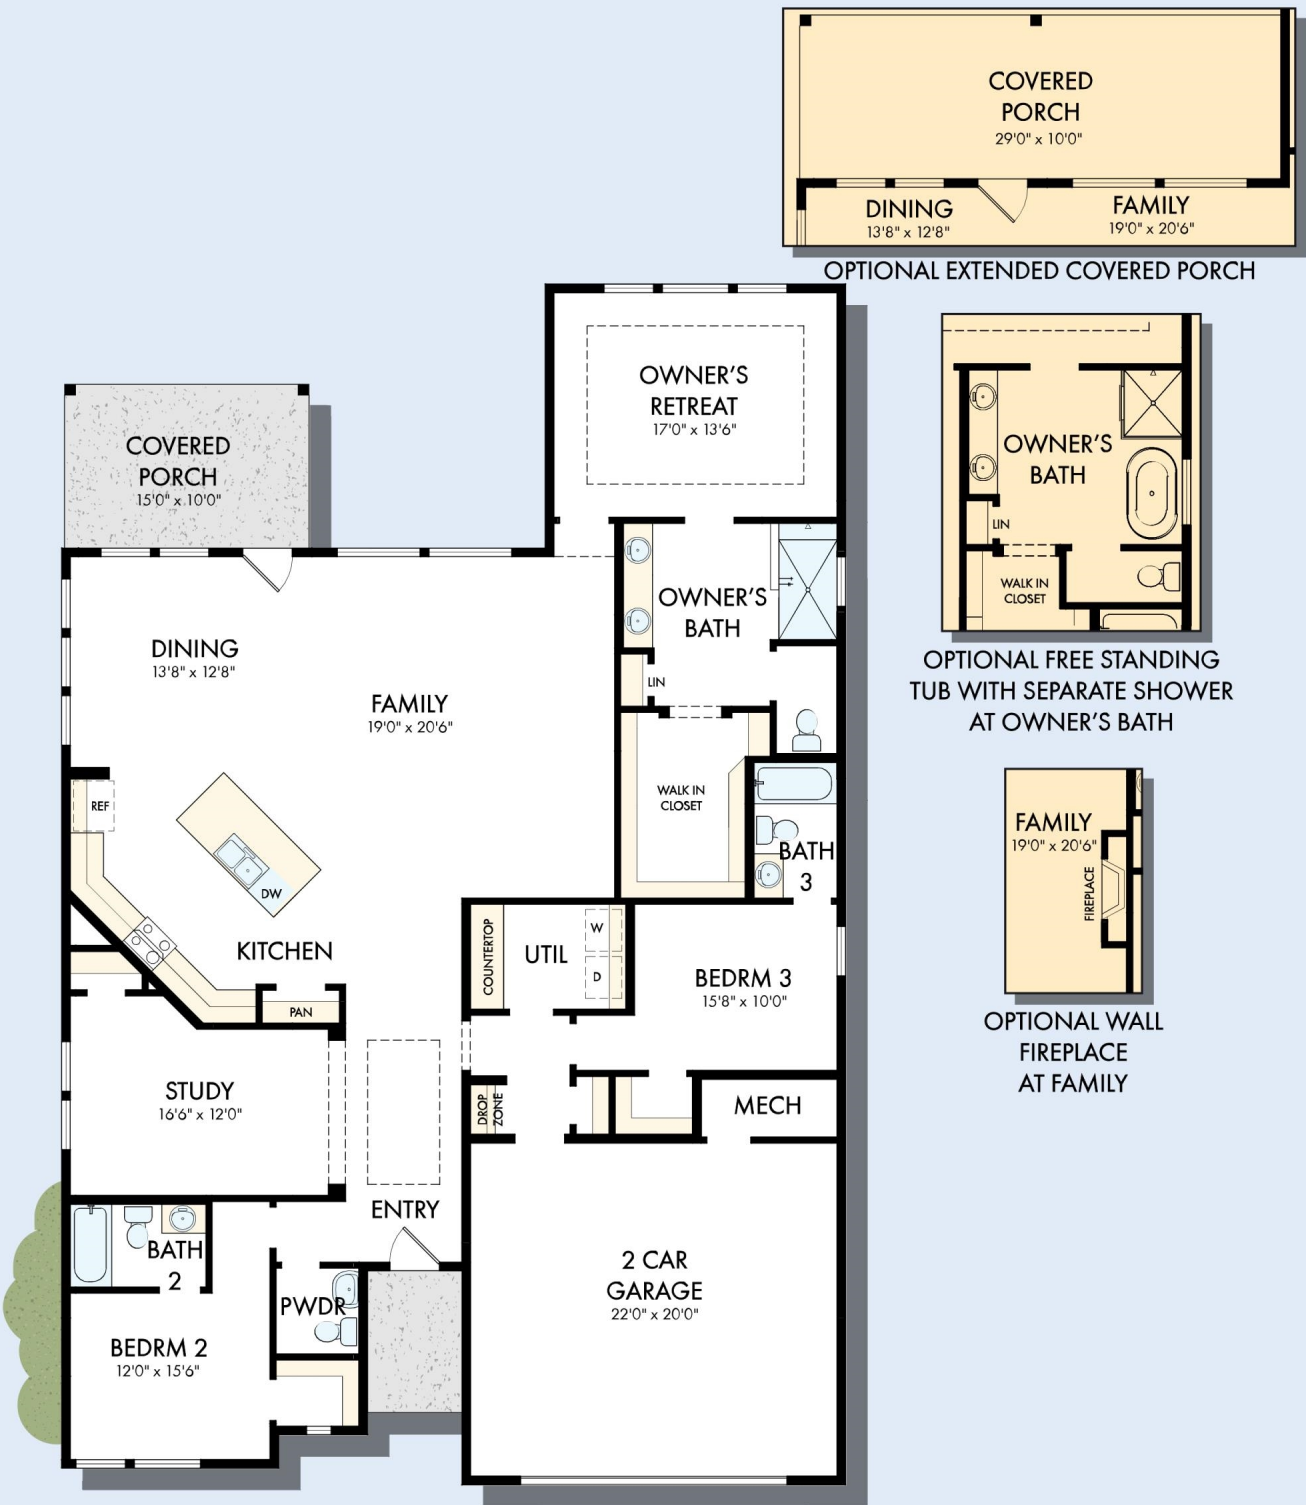 COVERED
PORCH
29'0" x 10'0"
DINING
13'8" x 12'8"
FAMILY
19'0" x 20'6"
OPTIONAL EXTENDED COVERED PORCH
OWNER'S
RETREAT
17'0" x 13'6"
COVERED
PORCH
15'0" x 10'0"
OWNER'S
BATH
LIN
WALK IN
CLOSET
OPTIONAL FREE STANDING
TUB WITH SEPARATE SHOWER
AT OWNER'S BATH
DINING
13'8" x 12'8"
FAMILY
19'0" x 20'6"
OWNER'S
BATH
LIN
WALK IN
CLOSET
REF
DW
KITCHEN
PAN
BATH
3
FAMILY
19'0" x 20'6"
FIREPLACE
OPTIONAL WALL
FIREPLACE
AT FAMILY
COUNTERTOP
UTIL
W
D
BEDRM 3
15'8" x 10'0"
STUDY
16'6" x 12'0"
DROP
ZONE
MECH
ENTRY
BATH
2
PWDR
BEDRM 2
12'0" x 15'6"
2 CAR
GARAGE
22'0" x 20'0"